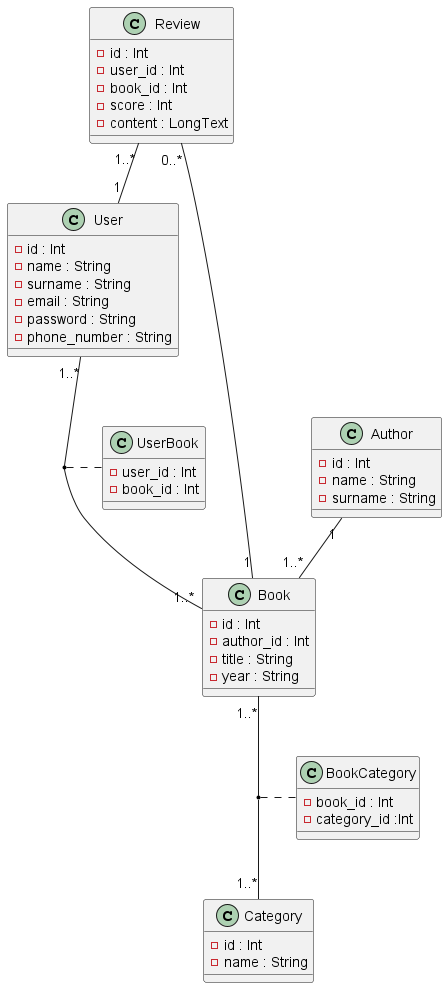 C Review
id : Int
user_id : Int
book_id : Int
score : Int
content : LongText
1..*
0..*
1
C User
id : Int
name : String
surname : String
email : String
password : String
phone_number : String
1..*
C UserBook
user_id : Int
book_id : Int
C Author
id : Int
name : String
surname : String
1
1..*
1
1..*
C Book
id : Int
author_id : Int
title : String
year : String
1..*
C BookCategory
book_id : Int
category_id :Int
1..*
C Category
id : Int
name : String